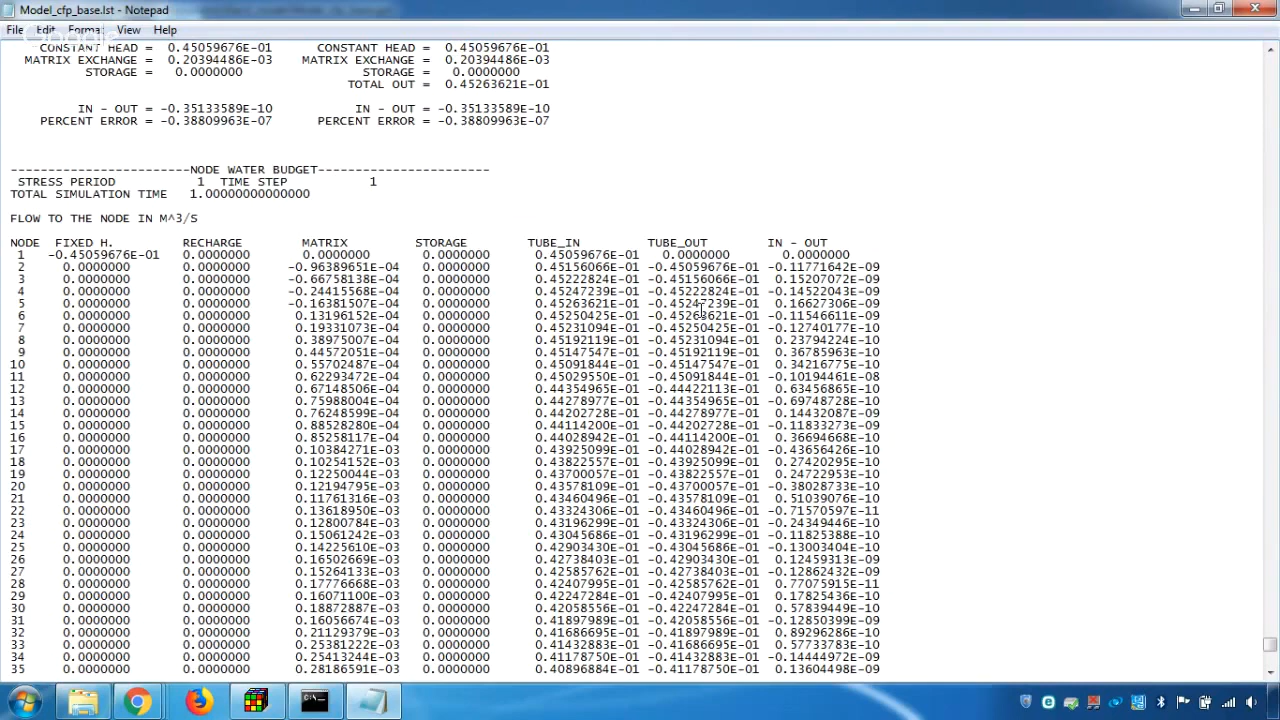 Model_cfp_base.lst - Notepad
File Edit Format View Help
CONSTANT HEAD = 0.45059676E-01 CONSTANT HEAD = 0.45059676E-01
MATRIX EXCHANGE = 0.20394486E-03 MATRIX EXCHANGE = 0.20394486E-03
STORAGE = 0.0000000 STORAGE = 0.0000000
TOTAL OUT = 0.45263621E-01
IN - OUT = -0.35133589E-10 IN - OUT = -0.35133589E-10
PERCENT ERROR = -0.38809963E-07 PERCENT ERROR = -0.38809963E-07
------------------------NODE WATER BUDGET-----------------------
STRESS PERIOD 1 TIME STEP 1
TOTAL SIMULATION TIME 1.00000000000000
FLOW TO THE NODE IN M^3/S
NODE FIXED H. RECHARGE MATRIX STORAGE TUBE_IN TUBE_OUT IN - OUT
1 -0.45059676E-01 0.0000000 0.0000000 0.0000000 0.45059676E-01 0.0000000 0.0000000
2 0.0000000 0.0000000 -0.96389651E-04 0.0000000 0.45156066E-01 -0.45059676E-01 -0.11771642E-09
3 0.0000000 0.0000000 -0.66758138E-04 0.0000000 0.45222824E-01 -0.45156066E-01 0.15207072E-09
4 0.0000000 0.0000000 -0.24415568E-04 0.0000000 0.45247239E-01 -0.45222824E-01 -0.14522043E-09
5 0.0000000 0.0000000 -0.16381507E-04 0.0000000 0.45263621E-01 -0.45247239E-01 0.16627306E-09
6 0.0000000 0.0000000 0.13196152E-04 0.0000000 0.45250425E-01 -0.45263621E-01 -0.11546611E-09
7 0.0000000 0.0000000 0.19331073E-04 0.0000000 0.45231094E-01 -0.45250425E-01 -0.12740177E-10
8 0.0000000 0.0000000 0.38975007E-04 0.0000000 0.45192119E-01 -0.45231094E-01 0.23794224E-10
9 0.0000000 0.0000000 0.44572051E-04 0.0000000 0.45147547E-01 -0.45192119E-01 0.36785963E-10
10 0.0000000 0.0000000 0.55702487E-04 0.0000000 0.45091844E-01 -0.45147547E-01 0.34216775E-10
11 0.0000000 0.0000000 0.62293472E-04 0.0000000 0.45029550E-01 -0.45091844E-01 -0.10194461E-08
12 0.0000000 0.0000000 0.67148506E-04 0.0000000 0.44354965E-01 -0.44422113E-01 0.63456865E-10
13 0.0000000 0.0000000 0.75988004E-04 0.0000000 0.44278977E-01 -0.44354965E-01 -0.69748728E-10
14 0.0000000 0.0000000 0.76248599E-04 0.0000000 0.44202728E-01 -0.44278977E-01 0.14432087E-09
15 0.0000000 0.0000000 0.88528280E-04 0.0000000 0.44114200E-01 -0.44202728E-01 -0.11833273E-09
16 0.0000000 0.0000000 0.85258117E-04 0.0000000 0.44028942E-01 -0.44114200E-01 0.36694668E-10
17 0.0000000 0.0000000 0.10384271E-03 0.0000000 0.43925099E-01 -0.44028942E-01 -0.43656426E-10
18 0.0000000 0.0000000 0.10254152E-03 0.0000000 0.43822557E-01 -0.43925099E-01 0.27420295E-10
19 0.0000000 0.0000000 0.12250044E-03 0.0000000 0.43700057E-01 -0.43822557E-01 0.24722953E-10
20 0.0000000 0.0000000 0.12194795E-03 0.0000000 0.43578109E-01 -0.43700057E-01 -0.38028733E-10
21 0.0000000 0.0000000 0.11761316E-03 0.0000000 0.43460496E-01 -0.43578109E-01 0.51039076E-10
22 0.0000000 0.0000000 0.13618950E-03 0.0000000 0.43324306E-01 -0.43460496E-01 -0.71570597E-11
23 0.0000000 0.0000000 0.12800784E-03 0.0000000 0.43196299E-01 -0.43324306E-01 -0.24349446E-10
24 0.0000000 0.0000000 0.15061242E-03 0.0000000 0.43045686E-01 -0.43196299E-01 -0.11825388E-10
25 0.0000000 0.0000000 0.14225610E-03 0.0000000 0.42903430E-01 -0.43045686E-01 -0.13003404E-10
26 0.0000000 0.0000000 0.16502669E-03 0.0000000 0.42738403E-01 -0.42903430E-01 0.12459313E-09
27 0.0000000 0.0000000 0.15264133E-03 0.0000000 0.42585762E-01 -0.42738403E-01 -0.12862432E-09
28 0.0000000 0.0000000 0.17776668E-03 0.0000000 0.42407995E-01 -0.42585762E-01 0.77075915E-11
29 0.0000000 0.0000000 0.16071100E-03 0.0000000 0.42247284E-01 -0.42407995E-01 0.17825436E-10
30 0.0000000 0.0000000 0.18872887E-03 0.0000000 0.42058556E-01 -0.42247284E-01 0.57839449E-10
31 0.0000000 0.0000000 0.16056674E-03 0.0000000 0.41897989E-01 -0.42058556E-01 -0.12850399E-09
32 0.0000000 0.0000000 0.21129379E-03 0.0000000 0.41686695E-01 -0.41897989E-01 0.89296286E-10
33 0.0000000 0.0000000 0.25381222E-03 0.0000000 0.41432883E-01 -0.41686695E-01 0.57733783E-10
34 0.0000000 0.0000000 0.25413244E-03 0.0000000 0.41178750E-01 -0.41432883E-01 -0.14444972E-09
35 0.0000000 0.0000000 0.28186591E-03 0.0000000 0.40896884E-01 -0.41178750E-01 0.13604498E-09